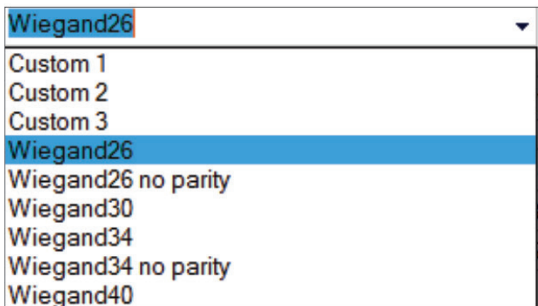 Wiegand26
Custom 1
Custom 2
Custom 3
Wiegand26
Wiegand26 no parity
Wiegand30
Wiegand34
Wiegand34 no parity
Wiegand40